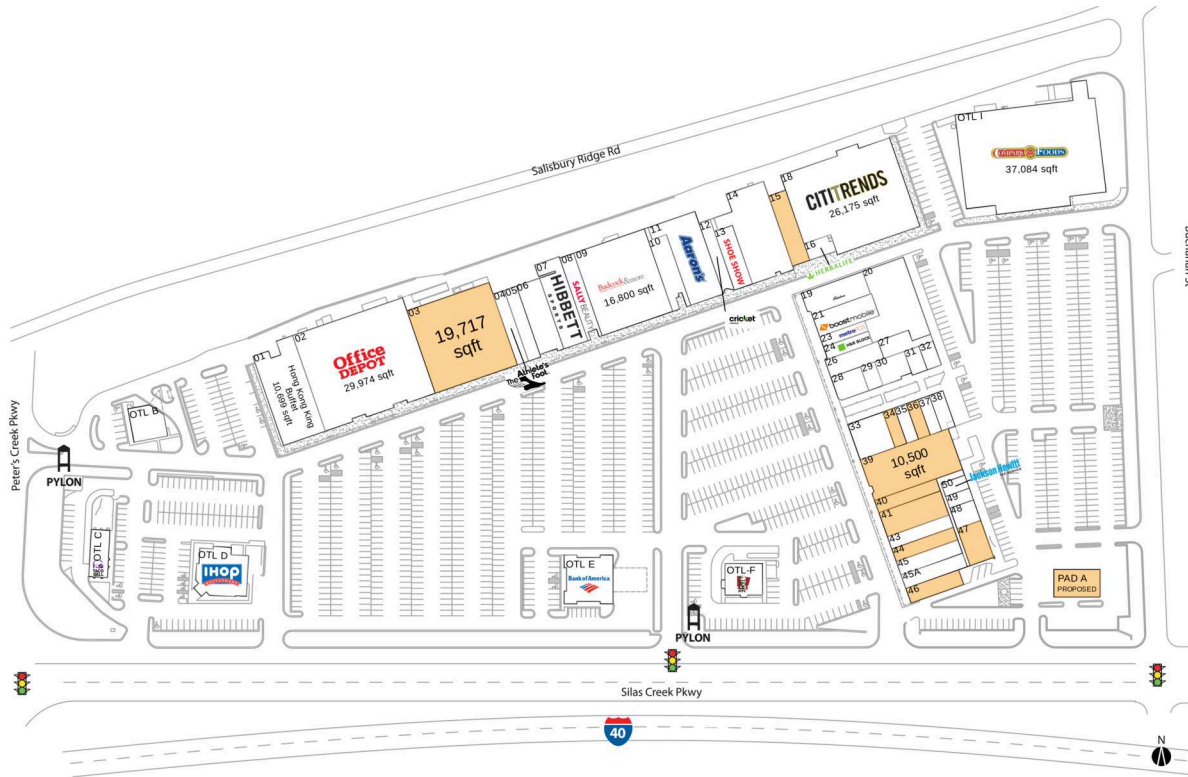 Salisbury Ridge Rd
OTL I
COMPARE FOODS
37,084 sqft
18
CITITRENDS
26,175 sqft
14
15
16
HERBALIFE
12
13
SHOE SHOW
cricket
11
10
Aaron's
09
Badcock &more
16,800 sqft
08
SALLY BEAUTY
07
HIBBETT
SPORTS
04
05
06
The Athlete's Foot
03
19,717
sqft
02
Office
DEPOT
29,974 sqft
01
Hong Kong King
Buffet
10,699 sqft
OTL B
Peter's Creek Pkwy
PYLON
OTL C
OTL D
IHOP
OTL E
Bank of America
OTL-F
KFC
PYLON
19
20
21
boostmobile
23
metro
24
H&R BLOCK
26
27
28
29
30
31
32
33
34
35
36
37
38
39
10,500
sqft
Jackson Hewitt
40
41
50
49
48
47
43
44
45
45A
46
PAD A
PROPOSED
Silas Creek Pkwy
40
N